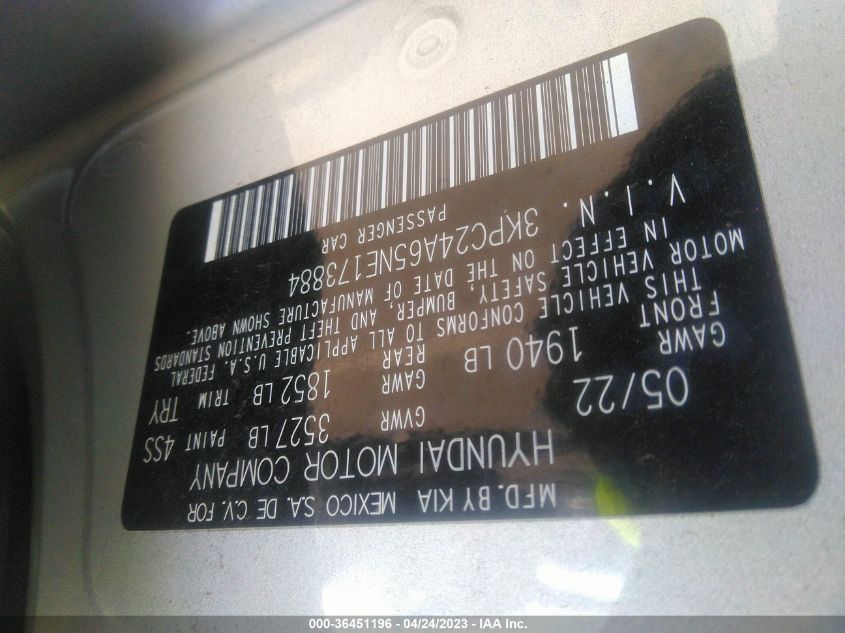 MFD. BY KIA MEXICO S.A. DE C.V. FOR
HYUNDAI MOTOR COMPANY
05/22 GVWR 3527 LB PAINT 4SS
GAWR FRONT 1940 LB GAWR REAR 1852 LB TRIM TRY
THIS VEHICLE CONFORMS TO ALL APPLICABLE U.S.A. FEDERAL
MOTOR VEHICLE SAFETY, BUMPER, AND THEFT PREVENTION STANDARDS
IN EFFECT ON THE DATE OF MANUFACTURE SHOWN ABOVE.
V.I.N. 3KPC24A65NE173884
PASSENGER CAR
000-36451196 - 04/24/2023 - IAA Inc.